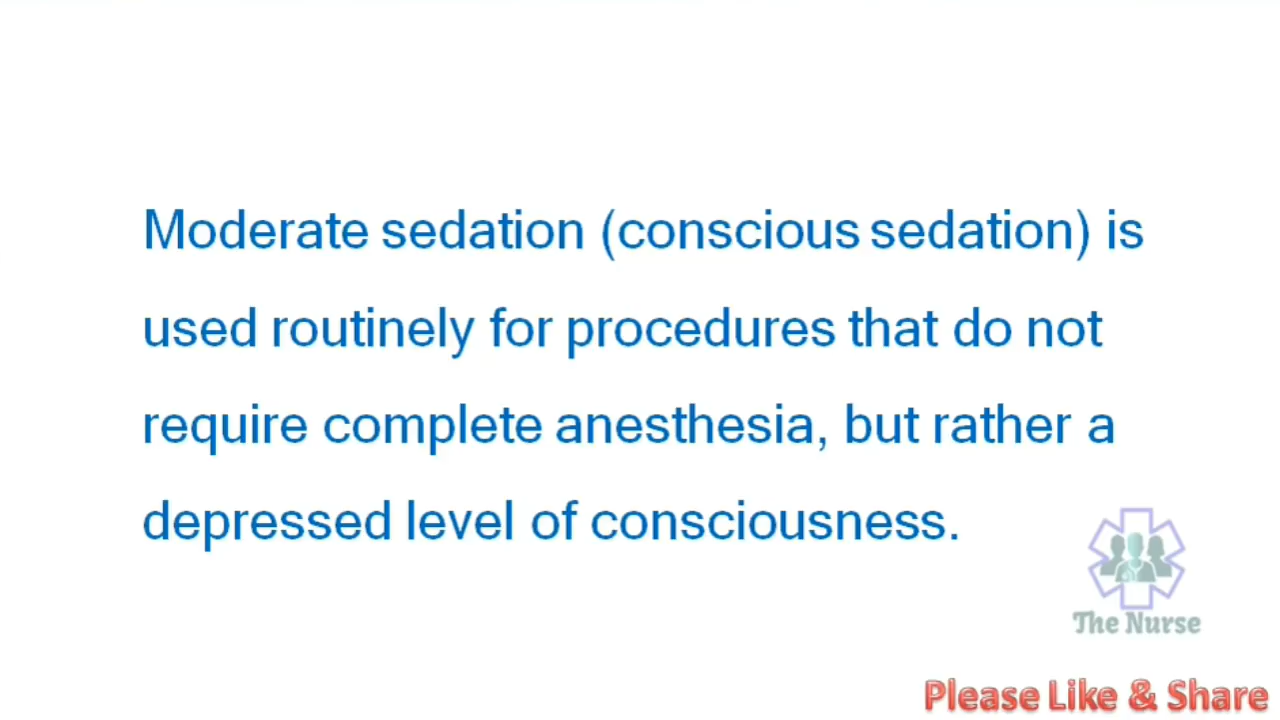 Moderate sedation (conscious sedation) is
used routinely for procedures that do not
require complete anesthesia, but rather a
depressed level of consciousness.
The Nurse
Please Like & Share